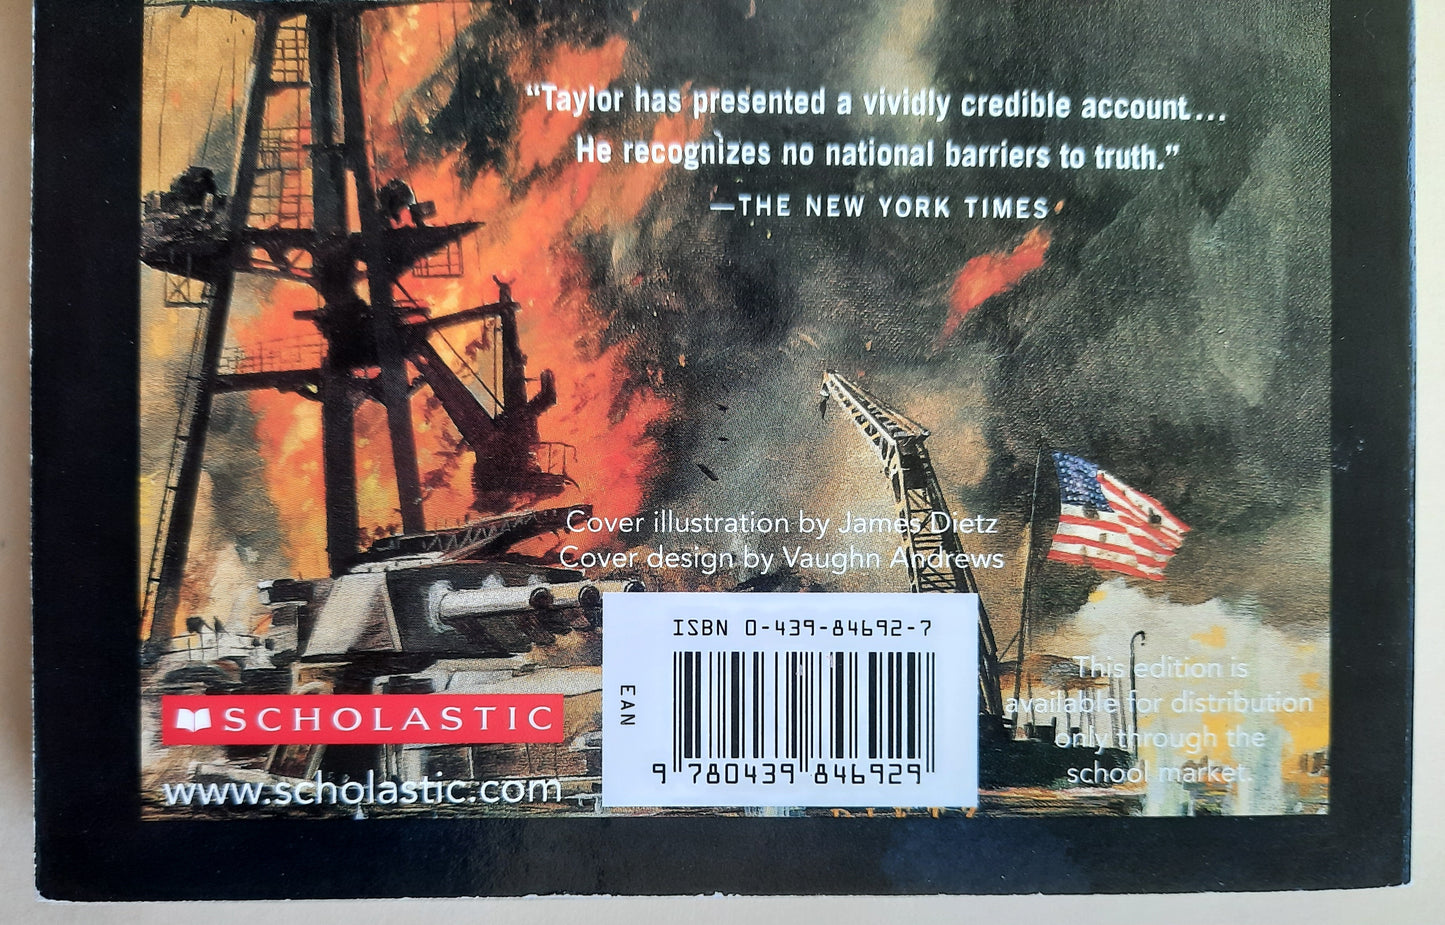 “Taylor has presented a vividly credible account...
He recognizes no national barriers to truth.”
—THE NEW YORK TIMES
Cover illustration by James Dietz
Cover design by Vaughn Andrews
ISBN 0-439-84692-7
EAN
9 780439 846929
SCHOLASTIC
www.scholastic.com
This edition is
available for distribution
only through the
school market.